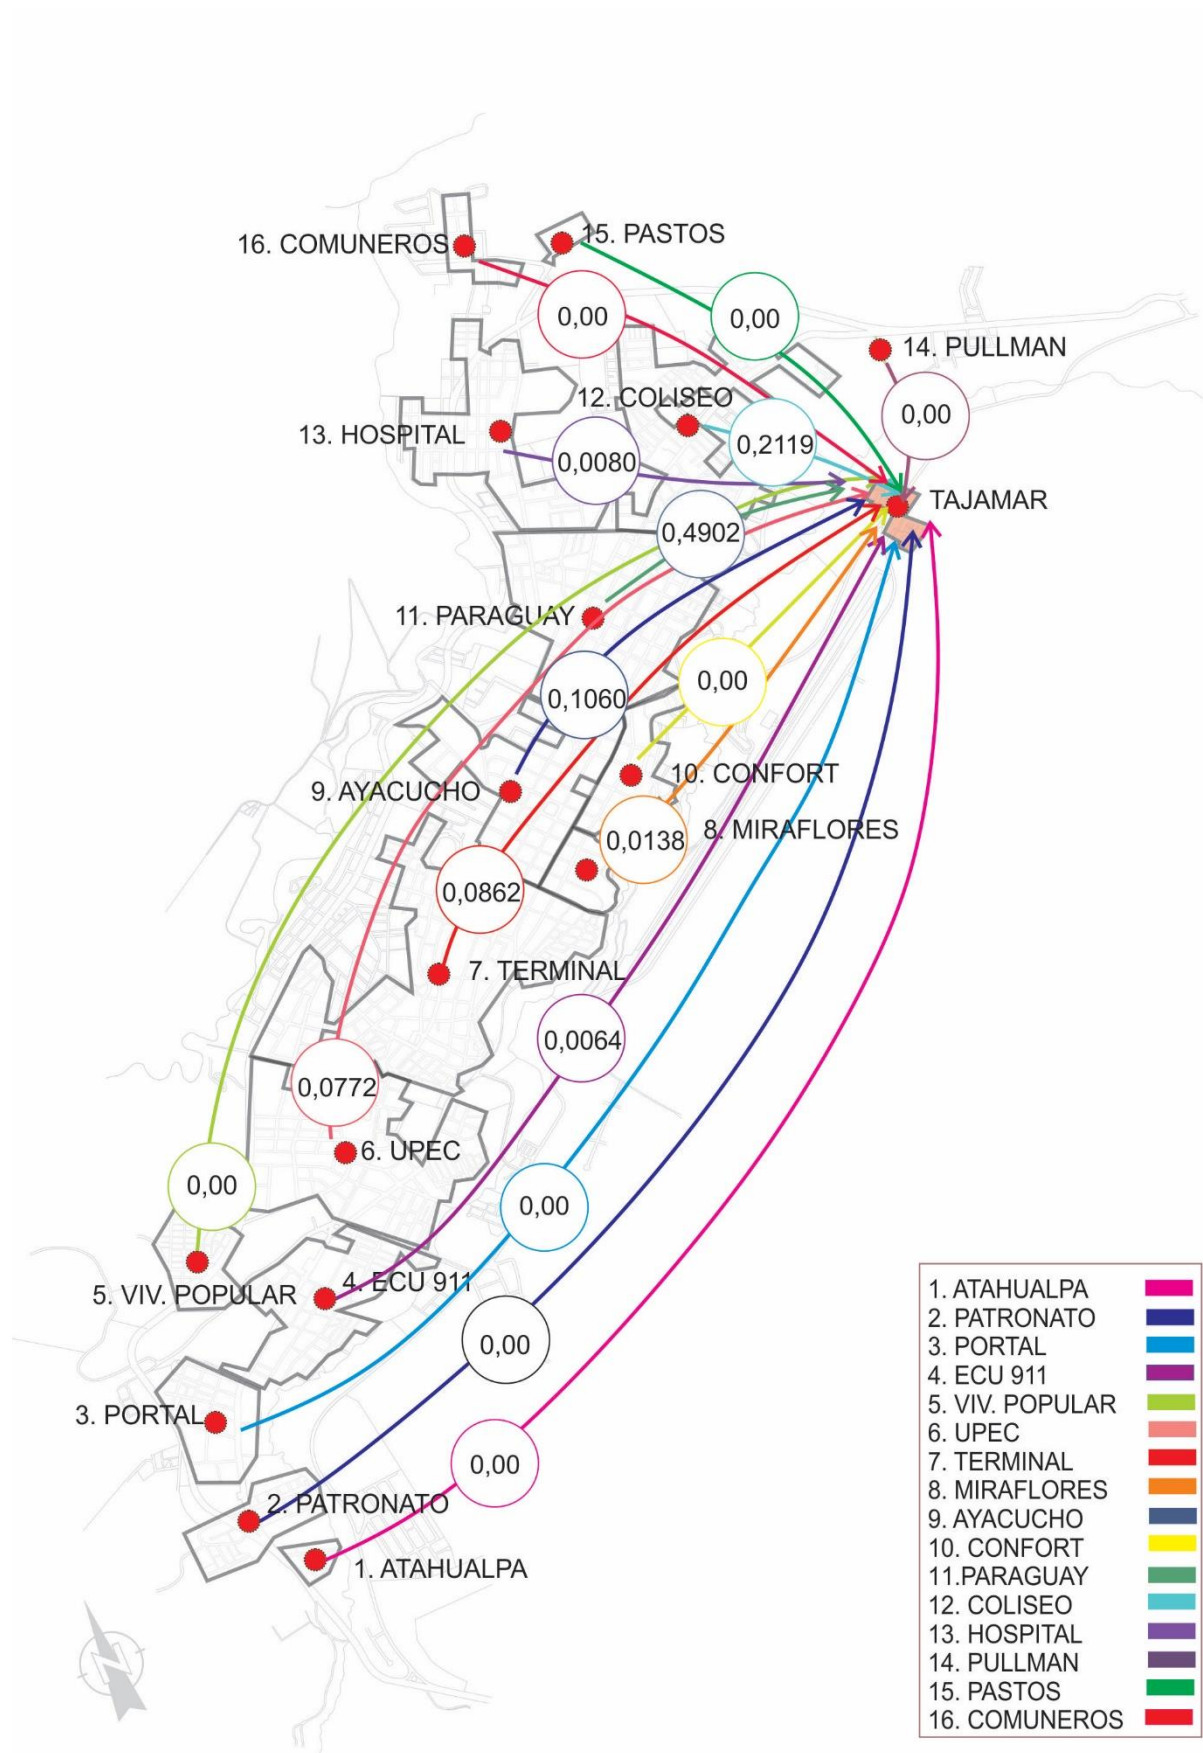 16. COMUNEROS
15. PASTOS
0,00
0,00
14. PULLMAN
12. COLISEO
0,00
13. HOSPITAL
0,2119
0,0080
TAJAMAR
0,4902
11. PARAGUAY
0,00
0,1060
10. CONFORT
9. AYACUCHO
8. MIRAFLORES
0,0138
0,0862
7. TERMINAL
0,0064
0,0772
6. UPEC
0,00
0,00
4. ECU 911
5. VIV. POPULAR
0,00
3. PORTAL
0,00
2. PATRONATO
1. ATAHUALPA
1. ATAHUALPA
2. PATRONATO
3. PORTAL
4. ECU 911
5. VIV. POPULAR
6. UPEC
7. TERMINAL
8. MIRAFLORES
9. AYACUCHO
10. CONFORT
11.PARAGUAY
12. COLISEO
13. HOSPITAL
14. PULLMAN
15. PASTOS
16. COMUNEROS